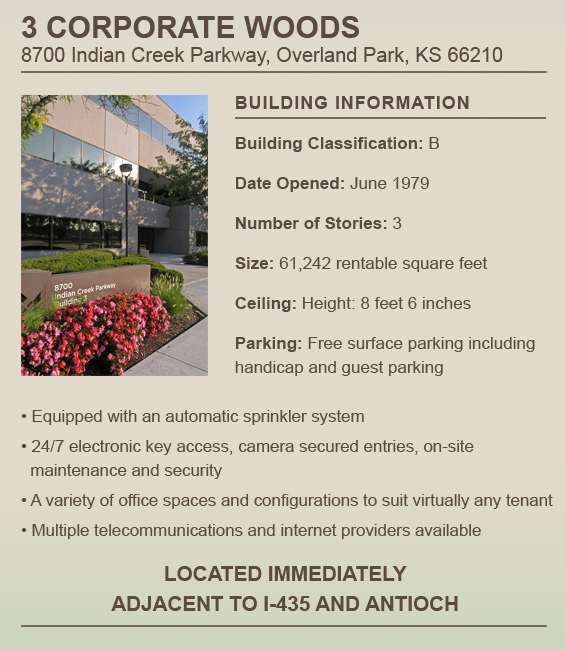 3 CORPORATE WOODS
8700 Indian Creek Parkway, Overland Park, KS 66210
BUILDING INFORMATION
Building Classification: B
Date Opened: June 1979
Number of Stories: 3
Size: 61,242 rentable square feet
Ceiling: Height: 8 feet 6 inches
Parking: Free surface parking including
handicap and guest parking
8700
Indian Creek Parkway
Building 3
• Equipped with an automatic sprinkler system
• 24/7 electronic key access, camera secured entries, on-site
maintenance and security
• A variety of office spaces and configurations to suit virtually any tenant
• Multiple telecommunications and internet providers available
LOCATED IMMEDIATELY
ADJACENT TO I-435 AND ANTIOCH